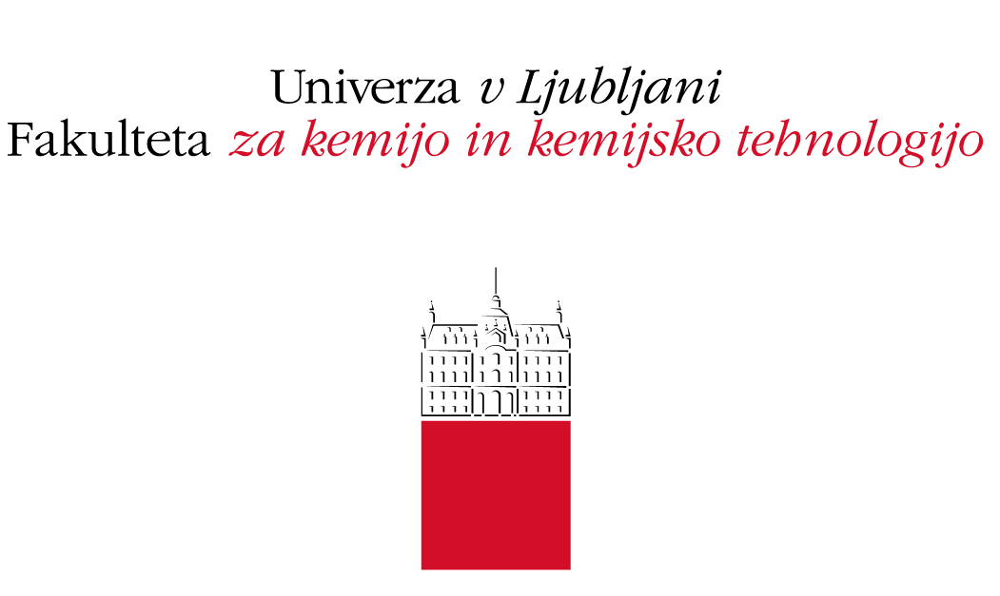 Univerza v Ljubljani
Fakulteta za kemijo in kemijsko tehnologijo